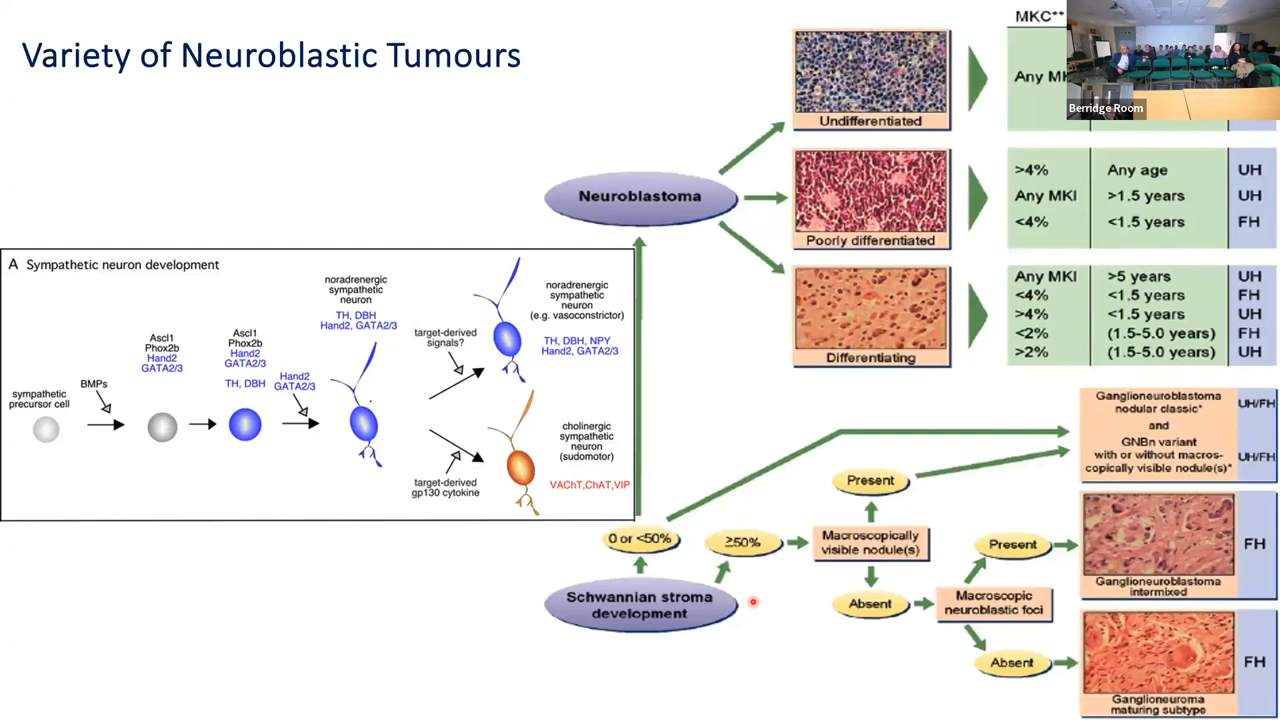 Variety of Neuroblastic Tumours
MKC**
Any
Berridge Room
Undifferentiated
Neuroblastoma
Poorly differentiated
>4% Any age UH
Any MKI >1.5 years UH
<4% <1.5 years FH
Differentiating
Any MKI >5 years UH
<4% <1.5 years FH
>4% <1.5 years UH
<2% (1.5-5.0 years) FH
>2% (1.5-5.0 years) UH
A Sympathetic neuron development
sympathetic
precursor cell
BMPs
Ascl1
Phox2b
Hand2
GATA2/3
Ascl1
Phox2b
Hand2
GATA2/3
TH, DBH
Hand2
GATA2/3
noradrenergic
sympathetic
neuron
TH, DBH
Hand2, GATA2/3
target-derived
signals?
noradrenergic
sympathetic
neuron
(e.g. vasoconstrictor)
TH, DBH, NPY
Hand2, GATA2/3
target-derived
gp130 cytokine
cholinergic
sympathetic
neuron
(sudomotor)
VAChT,ChAT,VIP
Ganglioneuroblastoma
nodular classic*
and
GNBn variant
with or without macros-
copically visible nodule(s)*
UH/FH
UH/FH
0 or <50%
≥50%
Schwannian stroma
development
Macroscopically
visible nodule(s)
Present
Absent
Macroscopic
neuroblastic foci
Present
Absent
Ganglioneuroblastoma
intermixed
FH
Ganglioneuroma
maturing subtype
FH